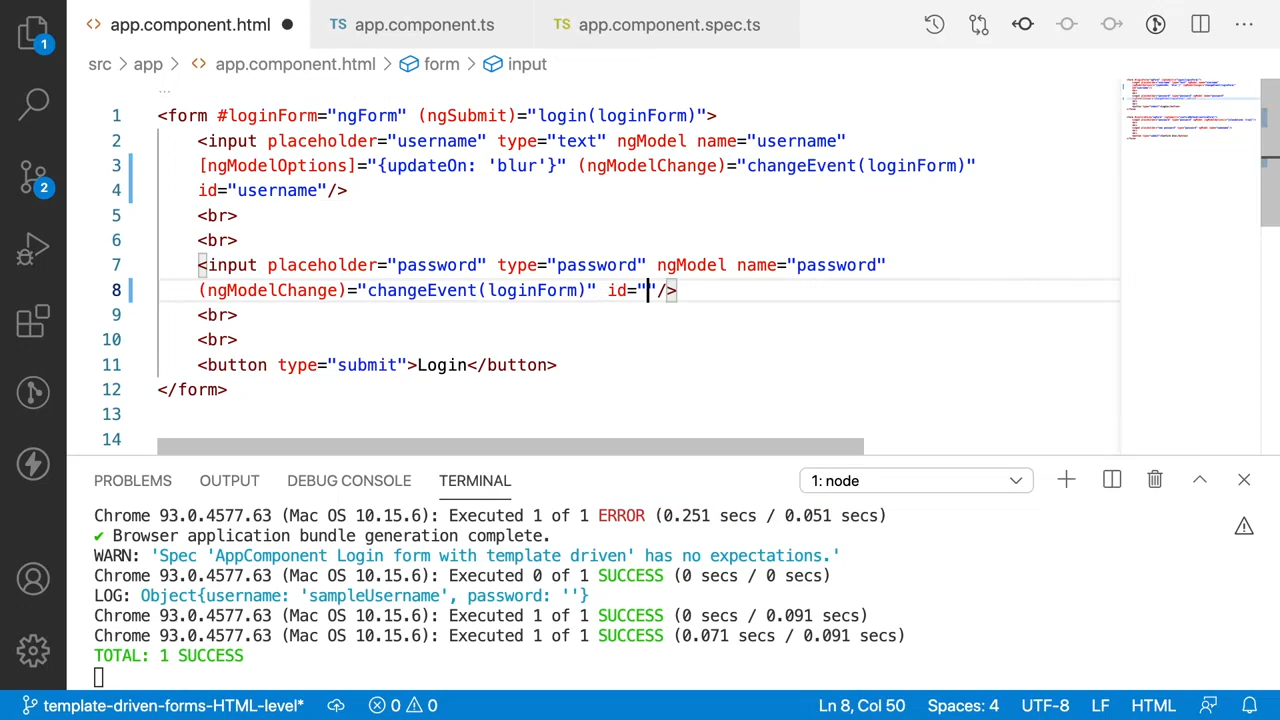 <> app.component.html ●
TS app.component.ts
TS app.component.spec.ts
src > app > <> app.component.html > form > input
...
1 <form #loginForm="ngForm" (ngSubmit)="login(loginForm)">
2 <input placeholder="username" type="text" ngModel name="username"
3 [ngModelOptions]="{updateOn: 'blur'}" (ngModelChange)="changeEvent(loginForm)"
4 id="username"/>
5 <br>
6 <br>
7 <input placeholder="password" type="password" ngModel name="password"
8 (ngModelChange)="changeEvent(loginForm)" id=""/>
9 <br>
10 <br>
11 <button type="submit">Login</button>
12 </form>
13
14
1
2
PROBLEMS OUTPUT DEBUG CONSOLE TERMINAL 1: node
Chrome 93.0.4577.63 (Mac OS 10.15.6): Executed 1 of 1 ERROR (0.251 secs / 0.051 secs)
✔ Browser application bundle generation complete.
WARN: 'Spec 'AppComponent Login form with template driven' has no expectations.'
Chrome 93.0.4577.63 (Mac OS 10.15.6): Executed 0 of 1 SUCCESS (0 secs / 0 secs)
LOG: Object{username: 'sampleUsername', password: ''}
Chrome 93.0.4577.63 (Mac OS 10.15.6): Executed 1 of 1 SUCCESS (0 secs / 0.091 secs)
Chrome 93.0.4577.63 (Mac OS 10.15.6): Executed 1 of 1 SUCCESS (0.071 secs / 0.091 secs)
TOTAL: 1 SUCCESS
template-driven-forms-HTML-level* 0 0 Ln 8, Col 50 Spaces: 4 UTF-8 LF HTML